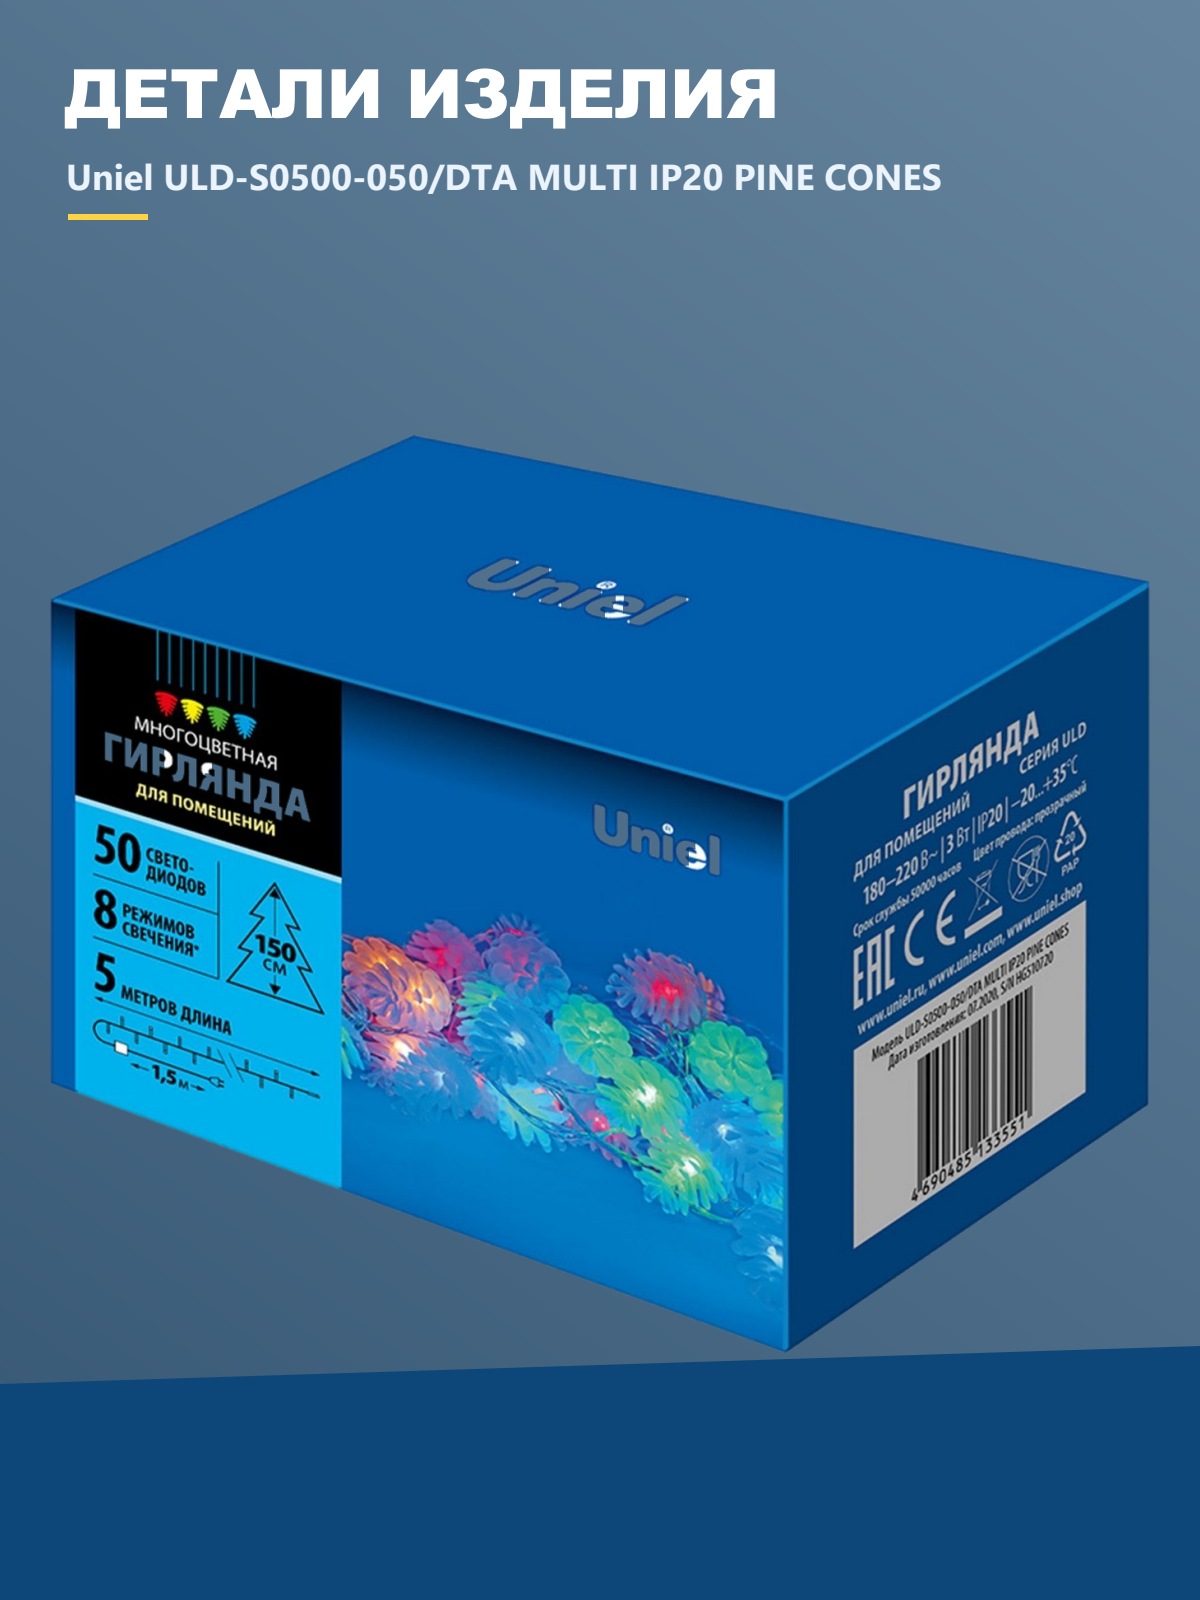 ДЕТАЛИ ИЗДЕЛИЯ
Uniel ULD-S0500-050/DTA MULTI IP20 PINE CONES
Uniel
МНОГОЦВЕТНАЯ
ГИРЛЯНДА
ДЛЯ ПОМЕЩЕНИЙ
50 СВЕТО-
ДИОДОВ
8 РЕЖИМОВ
СВЕЧЕНИЯ*
150
СМ
5 МЕТРОВ ДЛИНА
1,5 М
Uniel
ГИРЛЯНДА
ДЛЯ ПОМЕЩЕНИЙ СЕРИЯ ULD
180–220 В~ | 3 Вт | IP20 | –20...+35°C
Срок службы 50000 часов Цвет провода: прозрачный
EAC CE
20
PAP
www.uniel.ru, www.uniel.com, www.uniel.shop
Модель ULD-S0500-050/DTA MULTI IP20 PINE CONES
Дата изготовления: 07.2020, S/N HGS10720
4 690485 133551